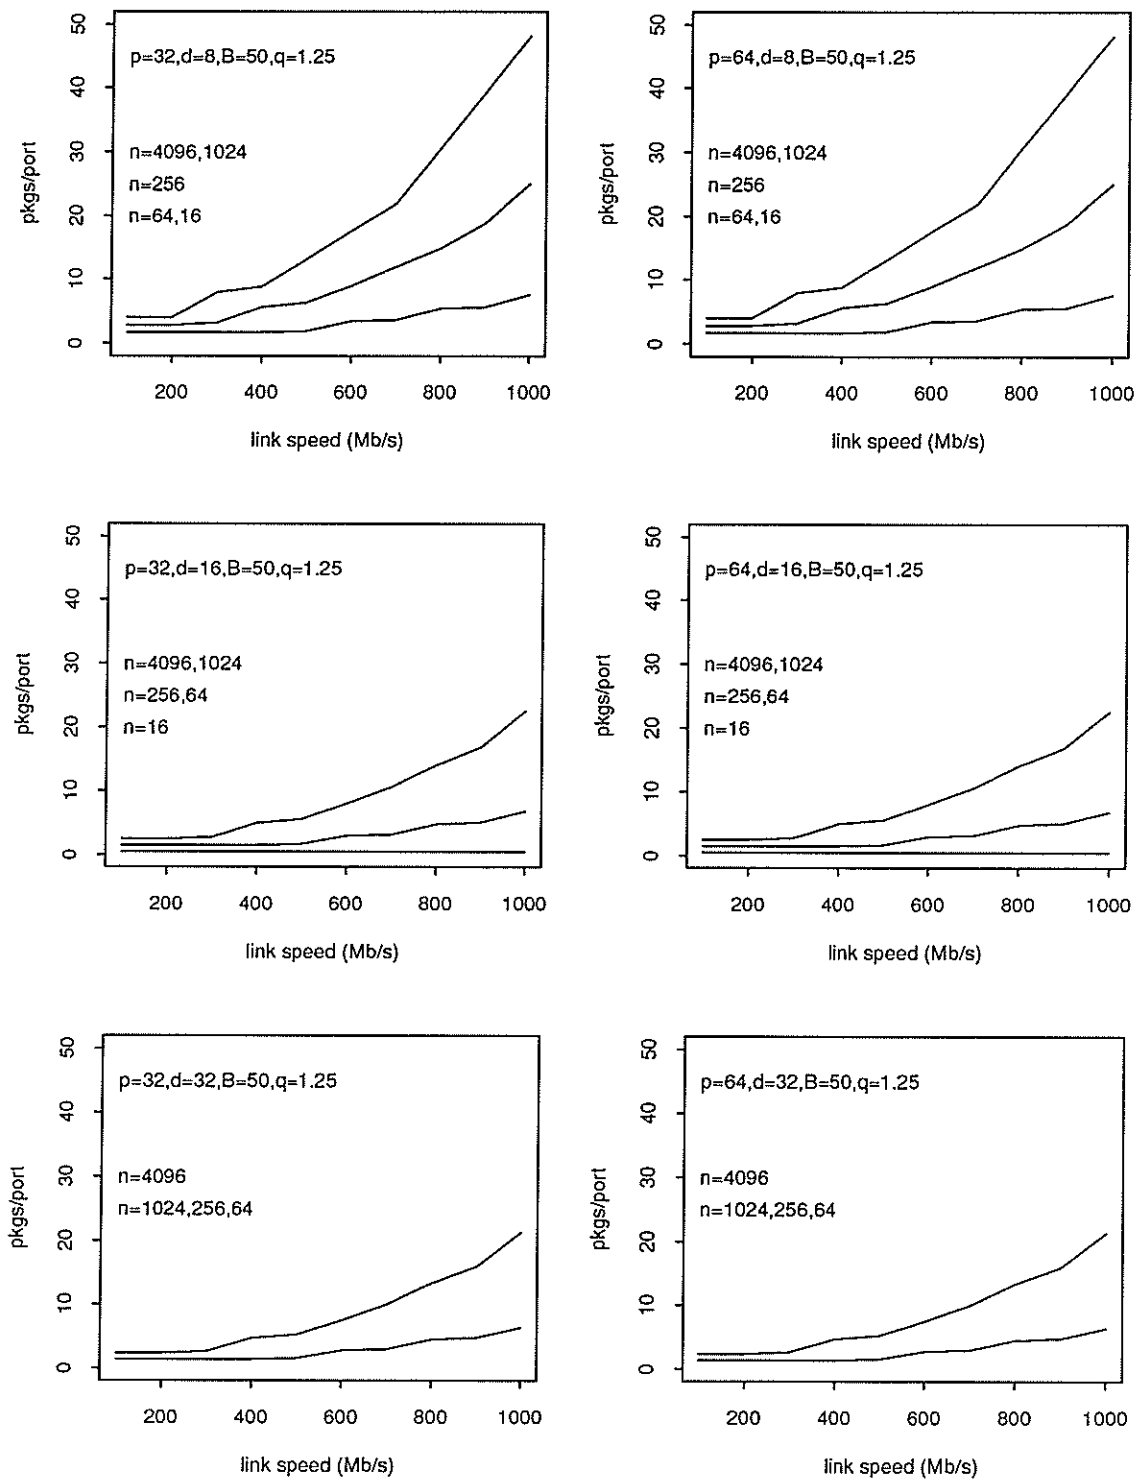 p=32,d=8,B=50,q=1.25
n=4096,1024
n=256
n=64,16
pkgs/port
0
10
20
30
40
50
200
400
600
800
1000
link speed (Mb/s)
p=64,d=8,B=50,q=1.25
n=4096,1024
n=256
n=64,16
pkgs/port
0
10
20
30
40
50
200
400
600
800
1000
link speed (Mb/s)
p=32,d=16,B=50,q=1.25
n=4096,1024
n=256,64
n=16
pkgs/port
0
10
20
30
40
50
200
400
600
800
1000
link speed (Mb/s)
p=64,d=16,B=50,q=1.25
n=4096,1024
n=256,64
n=16
pkgs/port
0
10
20
30
40
50
200
400
600
800
1000
link speed (Mb/s)
p=32,d=32,B=50,q=1.25
n=4096
n=1024,256,64
pkgs/port
0
10
20
30
40
50
200
400
600
800
1000
link speed (Mb/s)
p=64,d=32,B=50,q=1.25
n=4096
n=1024,256,64
pkgs/port
0
10
20
30
40
50
200
400
600
800
1000
link speed (Mb/s)